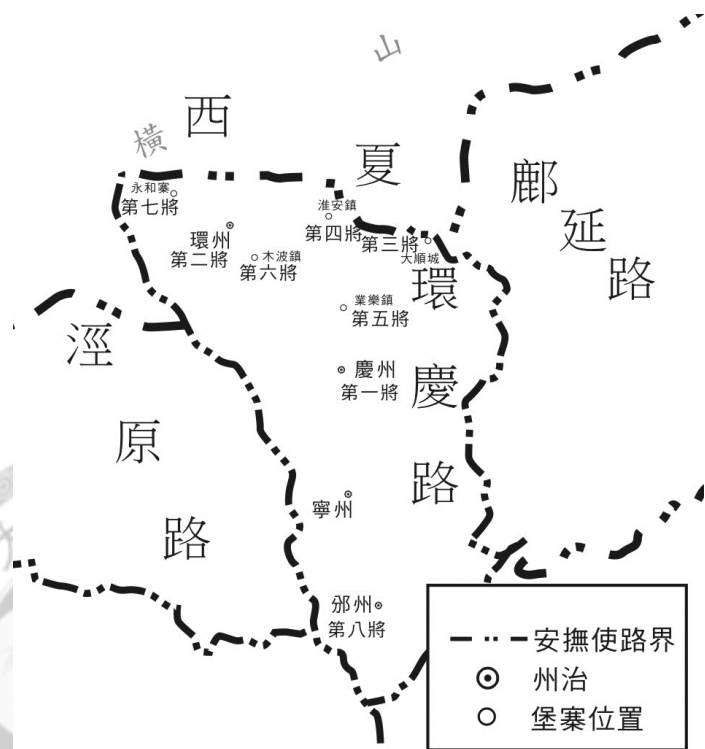 山
橫
西
夏
鄜
延
路
永和寨
第七將
淮安鎮
第四將
第三將
大順城
環州
第二將
木波鎮
第六將
業樂鎮
第五將
慶州
第一將
環
慶
路
涇
原
路
寧州
邠州
第八將
安撫使路界
州治
堡寨位置